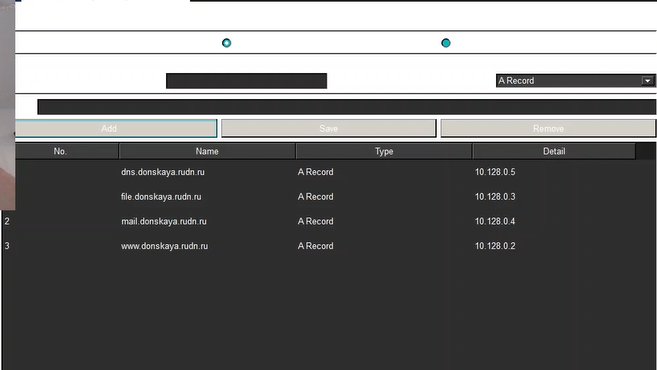 A Record
Add Save Remove
No. Name Type Detail
dns.donskaya.rudn.ru A Record 10.128.0.5
file.donskaya.rudn.ru A Record 10.128.0.3
2 mail.donskaya.rudn.ru A Record 10.128.0.4
3 www.donskaya.rudn.ru A Record 10.128.0.2